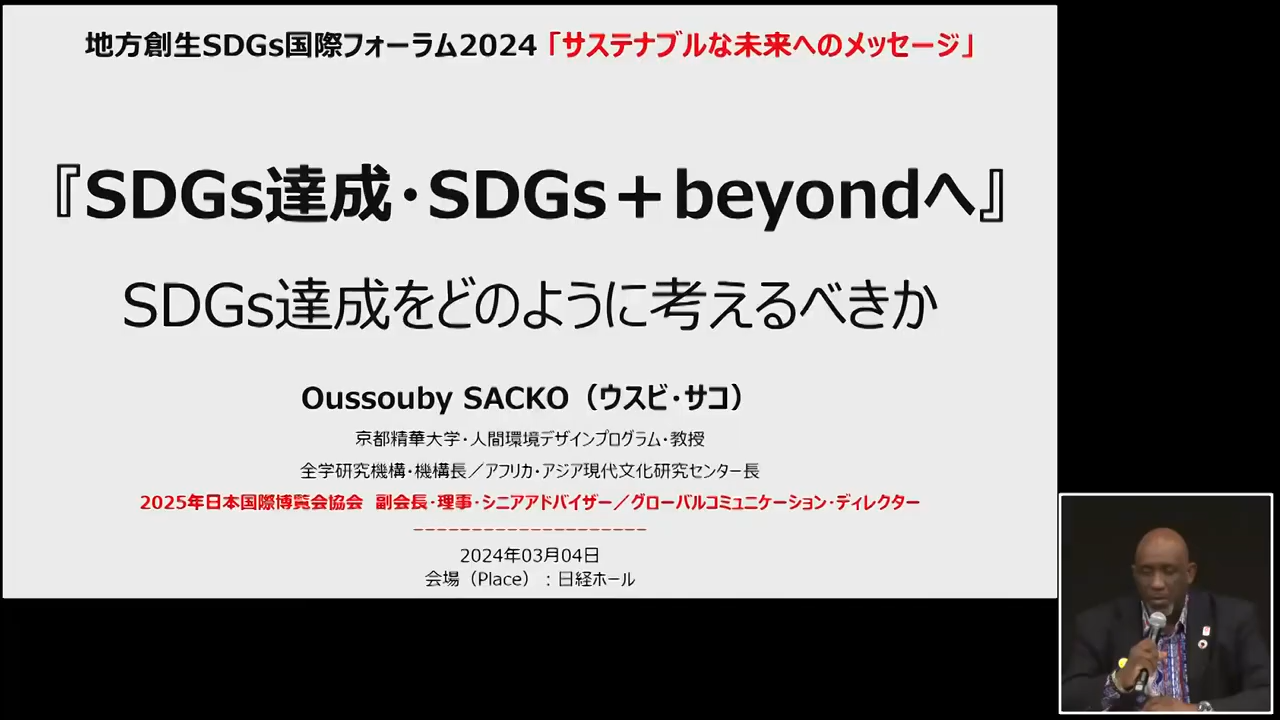 地方創生SDGs国際フォーラム2024「サステナブルな未来へのメッセージ」
『SDGs達成・SDGs＋beyondへ』
SDGs達成をどのように考えるべきか
Oussouby SACKO（ウスビ・サコ）
京都精華大学・人間環境デザインプログラム・教授
全学研究機構・機構長／アフリカ・アジア現代文化研究センター長
2025年日本国際博覧会協会 副会長・理事・シニアアドバイザー／グローバルコミュニケーション・ディレクター
--------------------
2024年03月04日
会場（Place）：日経ホール